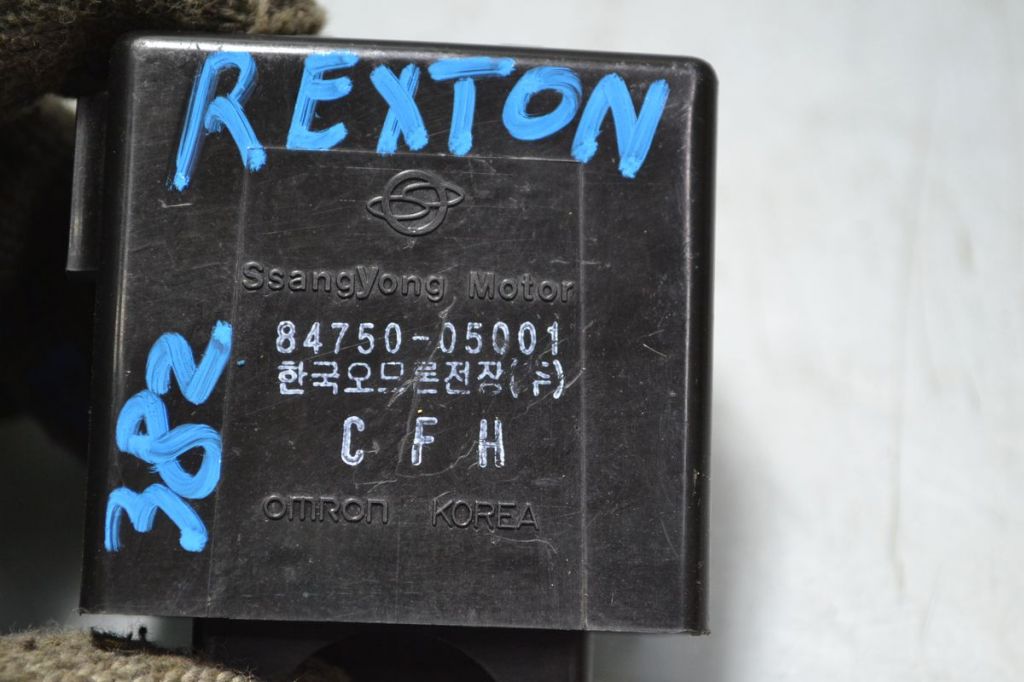 REXTON
SsangYong Motor
84750-05001
한국오므론전장(주)
C F H
OMRON KOREA
382